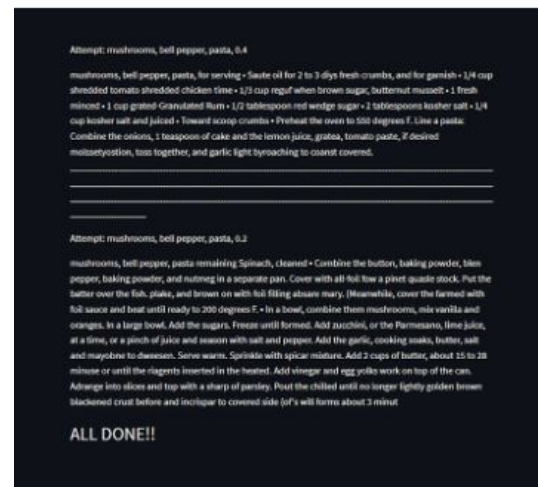 Attempt: mushrooms, bell pepper, pasta, 0.4
mushrooms, bell pepper, pasta, for serving • Saute oil for 2 to 3 diys fresh crumbs, and for garnish • 1/4 cup
shredded tomato shredded chicken time • 1/3 cup reguf when brown sugar, butternut musselt • 1 fresh
minced • 1 cup grated Granulated Rum • 1/2 tablespoon red wedge sugar • 2 tablespoons kosher salt • 1/4
cup kosher salt and juiced • Toward scoop crumbs • Preheat the oven to 550 degrees F. Line a pasta:
Combine the onions, 1 teaspoon of cake and the lemon juice, gratea, tomato paste, if desired
toss together, and garlic light byroaching to coanst covered.
Attempt: mushrooms, bell pepper, pasta, 0.2
mushrooms, bell pepper, pasta remaining Spinach, cleaned • Combine the button, baking powder, blen
pepper, baking powder, and nutmeg in a separate pan. Cover with all-foil fow a pinet quasle stock. Put the
batter over the fish. plake, and brown on with foil filling absare mary. (Meanwhile, cover the farmed with
foil sauce and beat until ready to 200 degrees F. • In a bowl, combine them mushrooms, mix vanilla and
oranges. In a large bowl. Add the sugars. Freeze until formed. Add zucchini, or the Parmesano, lime juice,
at a time, or a pinch of juice and season with salt and pepper. Add the garlic, cooking soaks, butter, salt
and mayobne to dweesen. Serve warm. Sprinkle with spicar mixture. Add 2 cups of butter, about 15 to 28
minuse or until the riagents inserted in the heated. Add vinegar and egg yolks work on top of the can.
Adrange into slices and top with a sharp of parsley. Pout the chilled until no longer lightly golden brown
blackened crust before and incrispar to covered side (of's will forms about 3 minut
ALL DONE!!